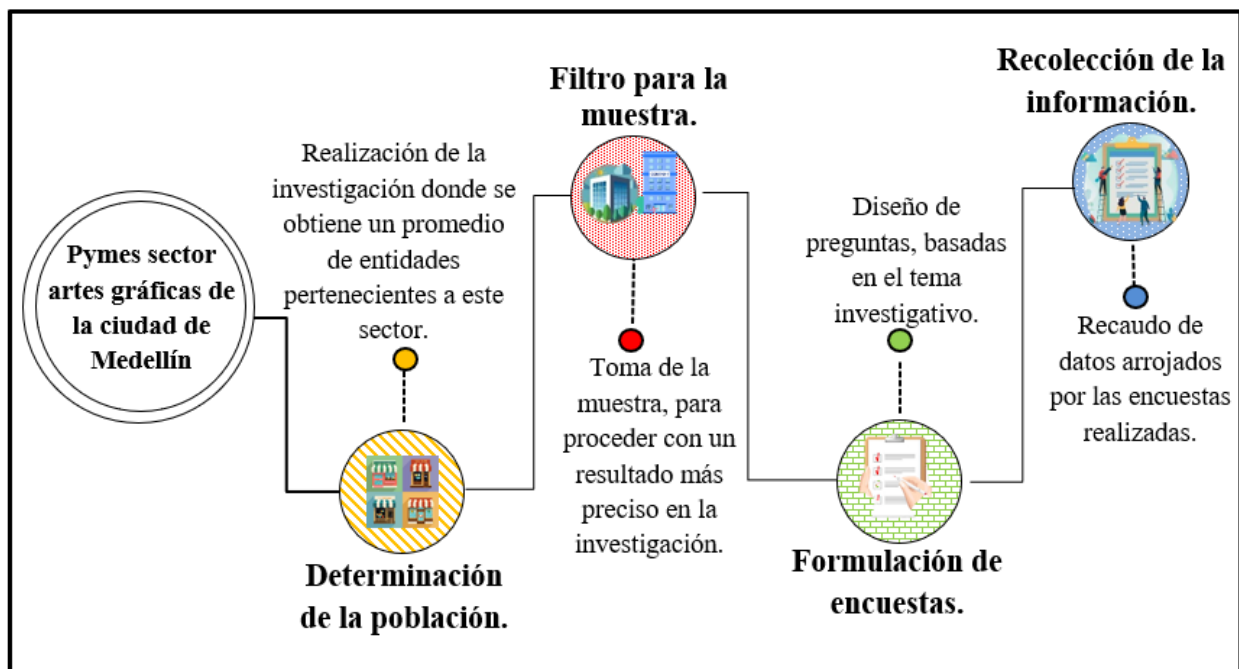 Pymes sector
artes gráficas de
la ciudad de
Medellín
Realización de la
investigación donde se
obtiene un promedio
de entidades
pertenecientes a este
sector.
Determinación
de la población.
Filtro para la
muestra.
Toma de la
muestra, para
proceder con un
resultado más
preciso en la
investigación.
Diseño de
preguntas, basadas
en el tema
investigativo.
Formulación de
encuestas.
Recolección de la
información.
Recaudo de
datos arrojados
por las encuestas
realizadas.